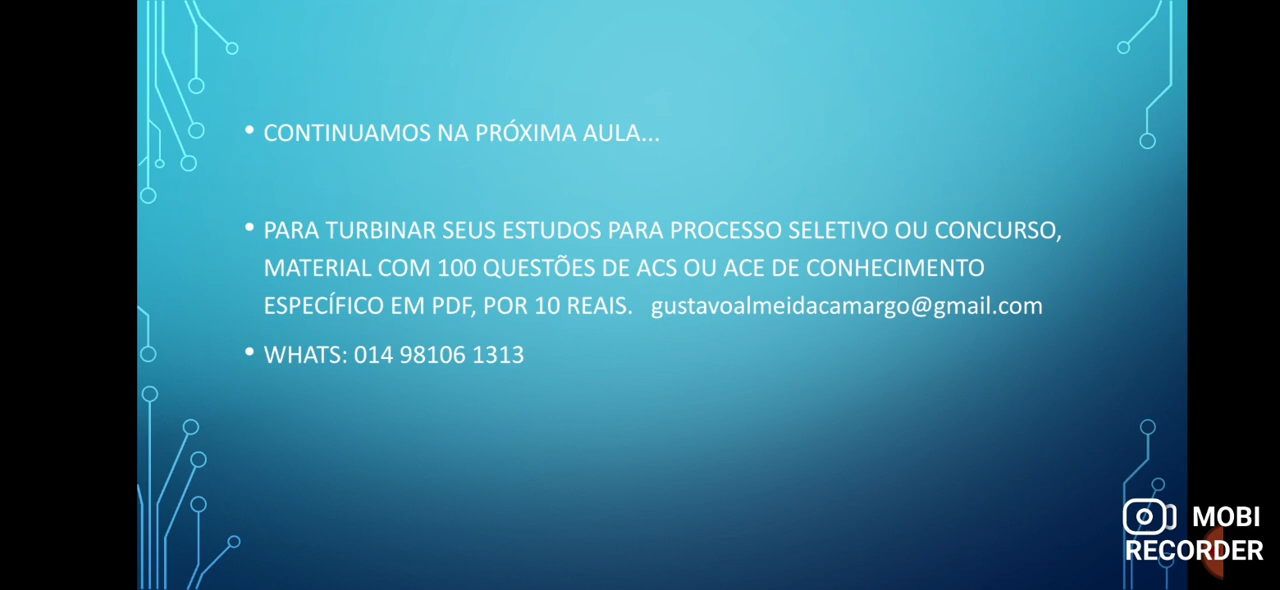 • CONTINUAMOS NA PRÓXIMA AULA...
• PARA TURBINAR SEUS ESTUDOS PARA PROCESSO SELETIVO OU CONCURSO,
MATERIAL COM 100 QUESTÕES DE ACS OU ACE DE CONHECIMENTO
ESPECÍFICO EM PDF, POR 10 REAIS. gustavoalmeidacamargo@gmail.com
• WHATS: 014 98106 1313
MOBI
RECORDER